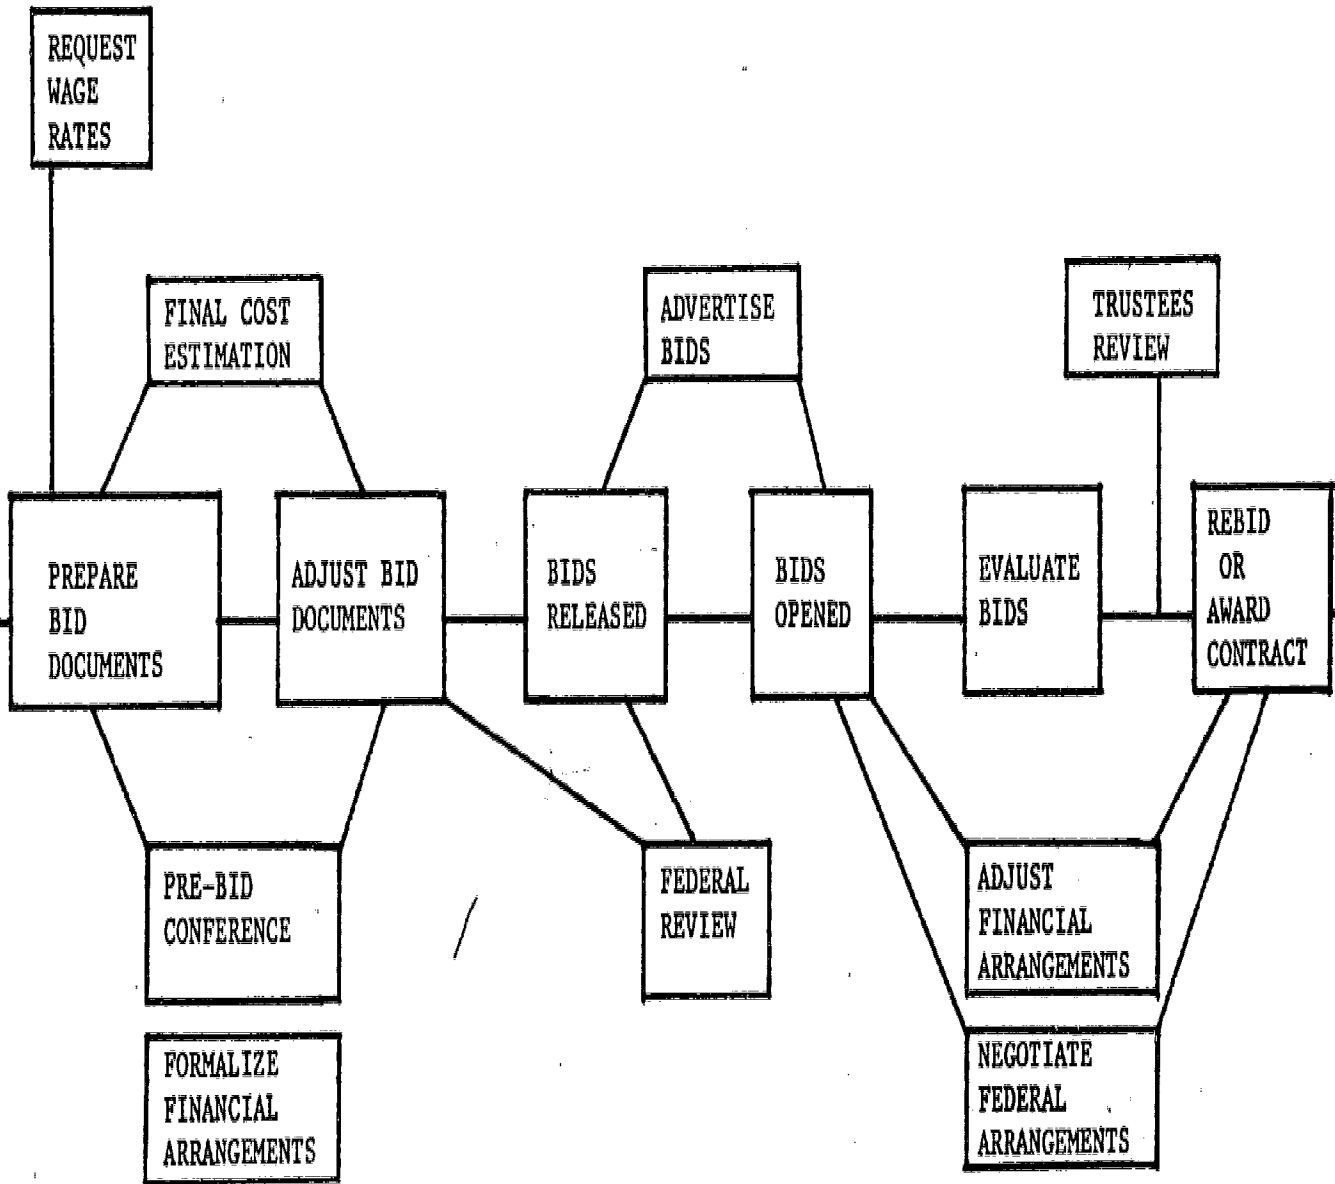 REQUEST
WAGE
RATES
FINAL COST
ESTIMATION
ADVERTISE
BIDS
TRUSTEES
REVIEW
PREPARE
BID
DOCUMENTS
ADJUST BID
DOCUMENTS
BIDS
RELEASED
BIDS
OPENED
EVALUATE
BIDS
REBID
OR
AWARD
CONTRACT
PRE-BID
CONFERENCE
FEDERAL
REVIEW
ADJUST
FINANCIAL
ARRANGEMENTS
FORMALIZE
FINANCIAL
ARRANGEMENTS
NEGOTIATE
FEDERAL
ARRANGEMENTS